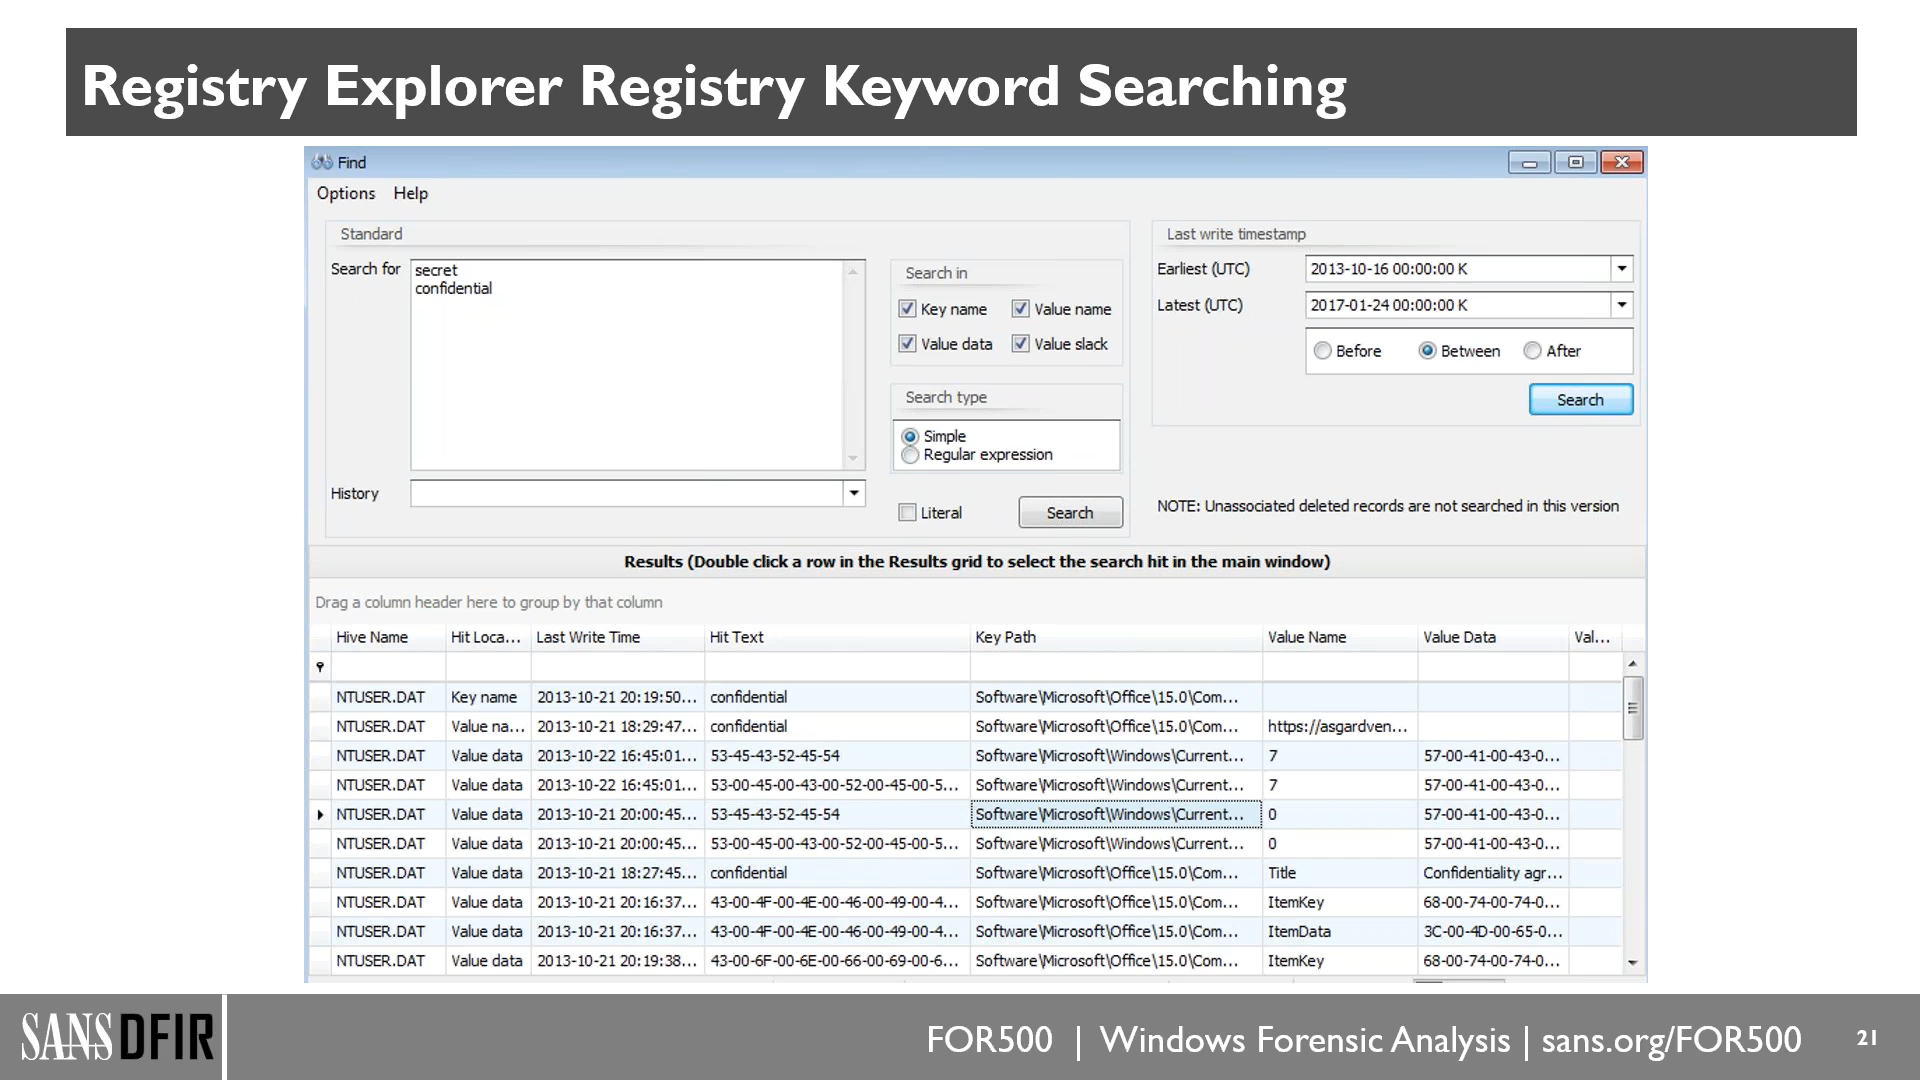 Registry Explorer Registry Keyword Searching
Find
Options Help
Standard
Search for
secret
confidential
History
Search in
Key name Value name
Value data Value slack
Search type
Simple
Regular expression
Literal Search
Last write timestamp
Earliest (UTC) 2013-10-16 00:00:00 K
Latest (UTC) 2017-01-24 00:00:00 K
Before Between After
Search
NOTE: Unassociated deleted records are not searched in this version
Results (Double click a row in the Results grid to select the search hit in the main window)
Drag a column header here to group by that column
Hive Name Hit Loca... Last Write Time Hit Text Key Path Value Name Value Data Val...
NTUSER.DAT Key name 2013-10-21 20:19:50... confidential Software\Microsoft\Office\15.0\Com...
NTUSER.DAT Value na... 2013-10-21 18:29:47... confidential Software\Microsoft\Office\15.0\Com... https://asgardven...
NTUSER.DAT Value data 2013-10-22 16:45:01... 53-45-43-52-45-54 Software\Microsoft\Windows\Current... 7 57-00-41-00-43-0...
NTUSER.DAT Value data 2013-10-22 16:45:01... 53-00-45-00-43-00-52-00-45-00-5... Software\Microsoft\Windows\Current... 7 57-00-41-00-43-0...
NTUSER.DAT Value data 2013-10-21 20:00:45... 53-45-43-52-45-54 Software\Microsoft\Windows\Current... 0 57-00-41-00-43-0...
NTUSER.DAT Value data 2013-10-21 20:00:45... 53-00-45-00-43-00-52-00-45-00-5... Software\Microsoft\Windows\Current... 0 57-00-41-00-43-0...
NTUSER.DAT Value data 2013-10-21 18:27:45... confidential Software\Microsoft\Office\15.0\Com... Title Confidentiality agr...
NTUSER.DAT Value data 2013-10-21 20:16:37... 43-00-4F-00-4E-00-46-00-49-00-4... Software\Microsoft\Office\15.0\Com... ItemKey 68-00-74-00-74-0...
NTUSER.DAT Value data 2013-10-21 20:16:37... 43-00-4F-00-4E-00-46-00-49-00-4... Software\Microsoft\Office\15.0\Com... ItemData 3C-00-4D-00-65-0...
NTUSER.DAT Value data 2013-10-21 20:19:38... 43-00-6F-00-6E-00-66-00-69-00-6... Software\Microsoft\Office\15.0\Com... ItemKey 68-00-74-00-74-0...
SANS DFIR
FOR500 | Windows Forensic Analysis | sans.org/FOR500 21